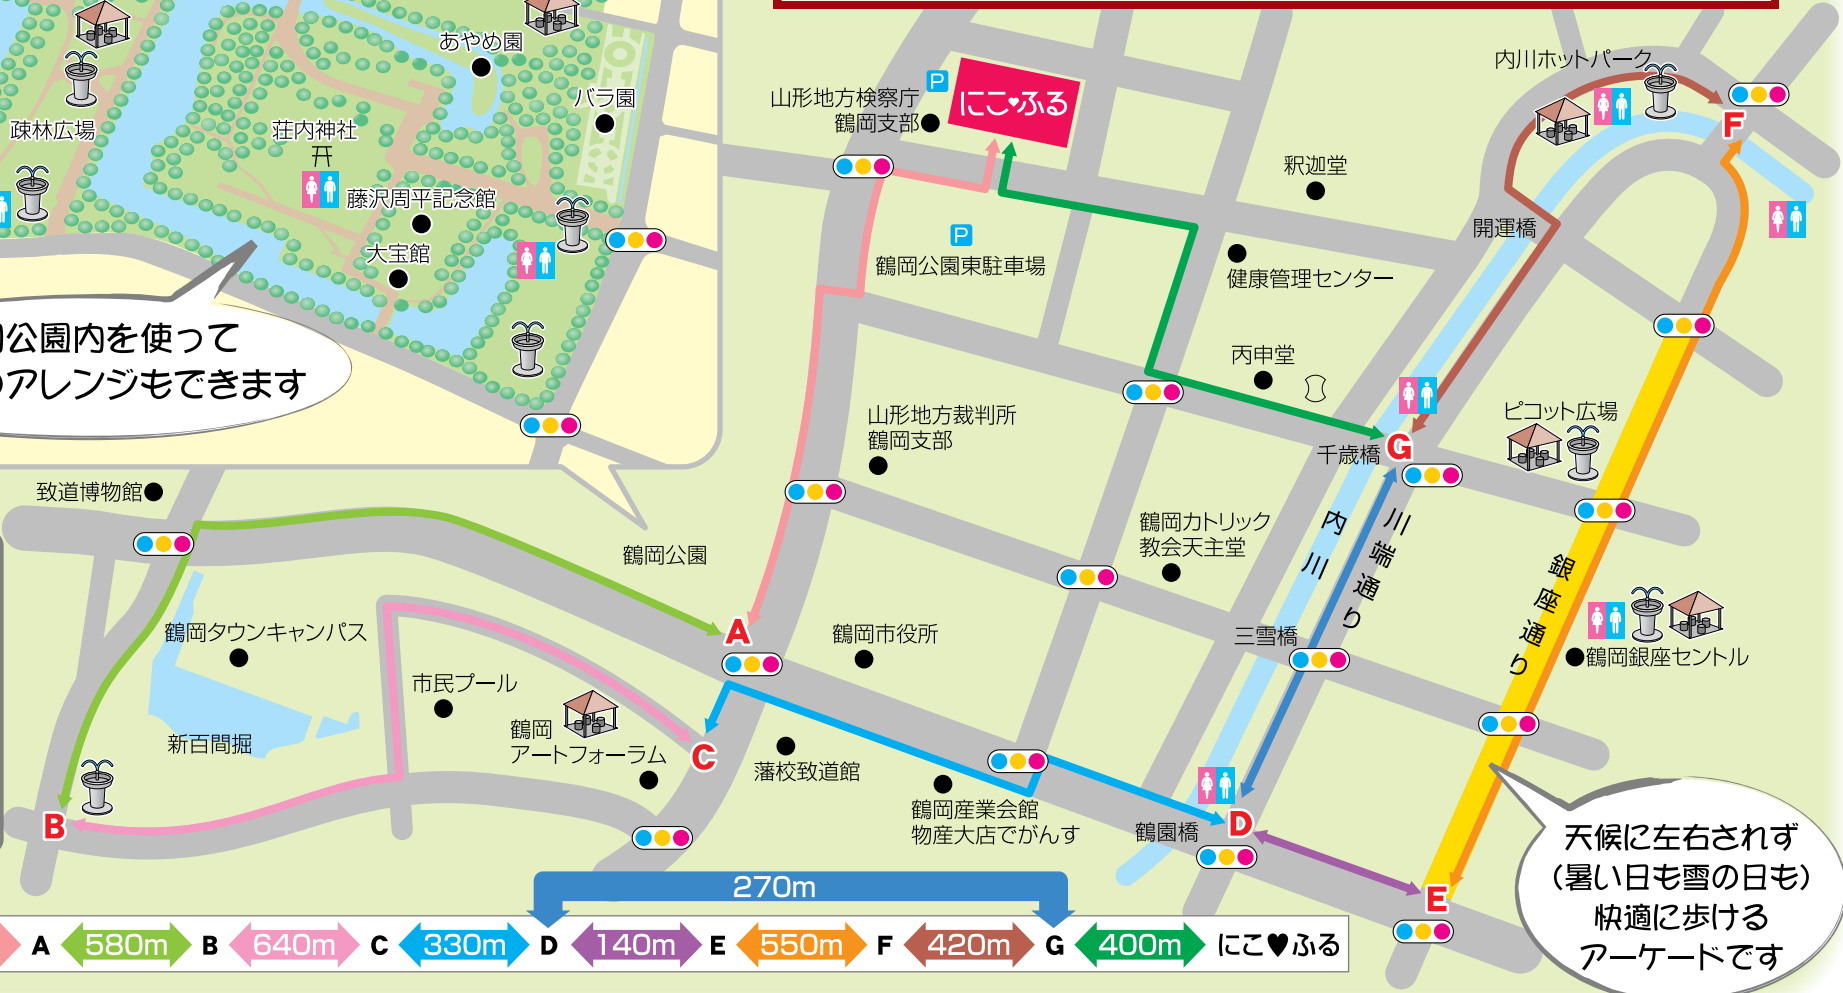 あやめ園
バラ園
疎林広場
荘内神社
藤沢周平記念館
大宝館
公園内を使って
アレンジもできます
P
山形地方検察庁
鶴岡支部
にこ♥ふる
P
鶴岡公園東駐車場
釈迦堂
健康管理センター
丙申堂
内川ホットパーク
F
開運橋
千歳橋
G
ピコット広場
山形地方裁判所
鶴岡支部
致道博物館
鶴岡公園
鶴岡カトリック
教会天主堂
内川
川端通り
銀座通り
三雪橋
鶴岡銀座セントル
鶴岡タウンキャンパス
A
鶴岡市役所
市民プール
鶴岡
アートフォーラム
C
新百間掘
藩校致道館
鶴岡産業会館
物産大店でがんす
B
鶴園橋
D
E
天候に左右されず
(暑い日も雪の日も)
快適に歩ける
アーケードです
270m
A 580m B 640m C 330m D 140m E 550m F 420m G 400m にこ♥ふる